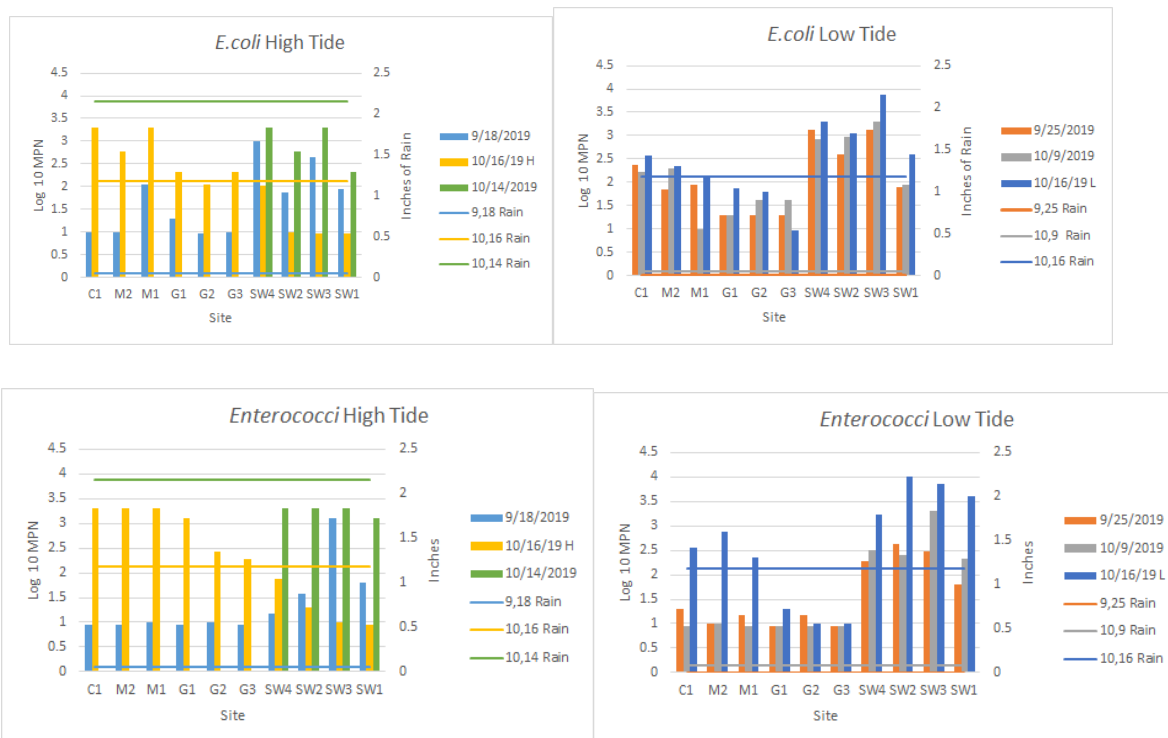 E.coli High Tide
4.5
4
3.5
3
2.5
2
1.5
1
0.5
0
Log 10 MPN
2.5
2
1.5
1
0.5
0
Inches of Rain
C1 M2 M1 G1 G2 G3 SW4 SW2 SW3 SW1
Site
9/18/2019
10/16/19 H
10/14/2019
9,18 Rain
10,16 Rain
10,14 Rain
E.coli Low Tide
4.5
4
3.5
3
2.5
2
1.5
1
0.5
0
Log 10 MPN
2.5
2
1.5
1
0.5
0
Inches of Rain
C1 M2 M1 G1 G2 G3 SW4 SW2 SW3 SW1
Site
9/25/2019
10/9/2019
10/16/19 L
9,25 Rain
10,9 Rain
10,16 Rain
Enterococci High Tide
4.5
4
3.5
3
2.5
2
1.5
1
0.5
0
Log 10 MPN
2.5
2
1.5
1
0.5
0
Inches
C1 M2 M1 G1 G2 G3 SW4 SW2 SW3 SW1
Site
9/18/2019
10/16/19 H
10/14/2019
9,18 Rain
10,16 Rain
10,14 Rain
Enterococci Low Tide
4.5
4
3.5
3
2.5
2
1.5
1
0.5
0
Log 10 MPN
2.5
2
1.5
1
0.5
0
Inches
C1 M2 M1 G1 G2 G3 SW4 SW2 SW3 SW1
Site
9/25/2019
10/9/2019
10/16/19 L
9,25 Rain
10,9 Rain
10,16 Rain